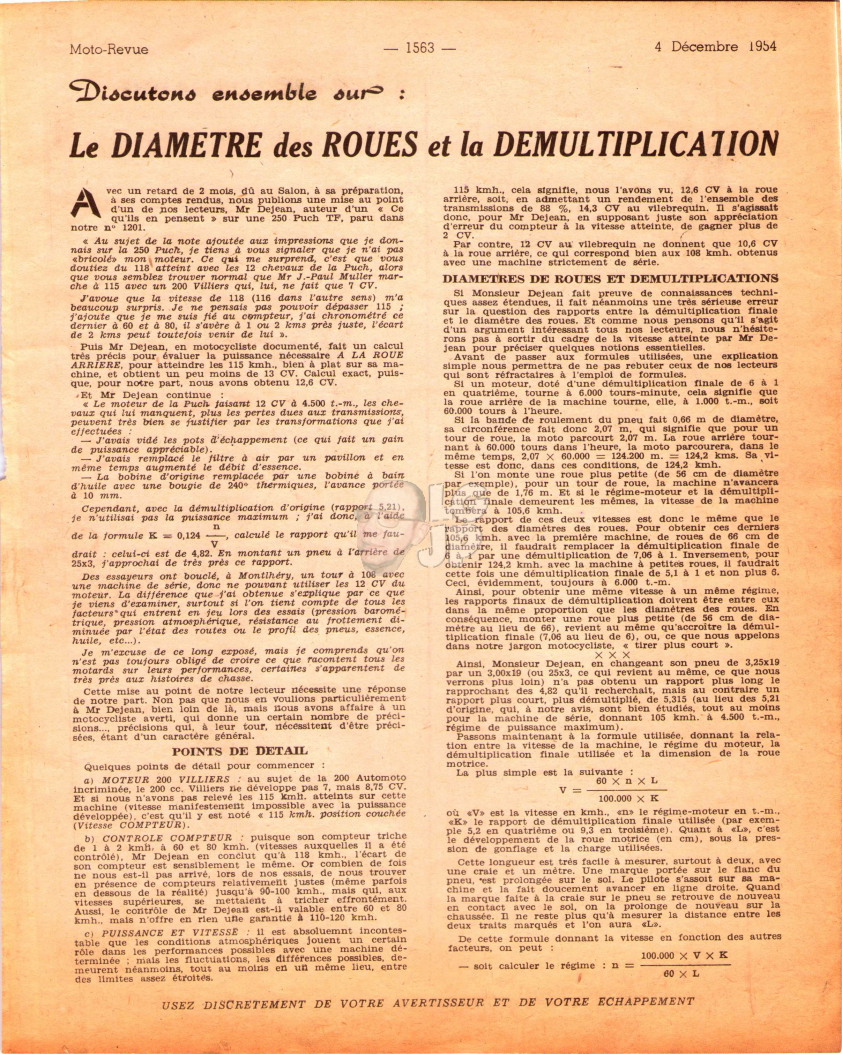 Moto-Revue
— 1563 —
4 Décembre 1954
Discutons ensemble sur :
Le DIAMETRE des ROUES et la DEMULTIPLICATION
Avec un retard de 2 mois, dû au Salon, à sa préparation,
à ses comptes rendus, nous publions une mise au point
d'un de nos lecteurs, Mr Dejean, auteur d'un « Ce
qu'ils en pensent » sur une 250 Puch TF, paru dans
notre n° 1201.
« Au sujet de la note ajoutée aux impressions que je don-
nais sur la 250 Puch, je tiens à vous signaler que je n'ai pas
«bricolé» mon moteur. Ce qui me surprend, c'est que vous
doutiez du 118 atteint avec les 12 chevaux de la Puch, alors
que vous semblez trouver normal que Mr J.-Paul Muller mar-
che à 115 avec un 200 Villiers qui, lui, ne fait que 7 CV.
J'avoue que la vitesse de 118 (116 dans l'autre sens) m'a
beaucoup surpris. Je ne pensais pas pouvoir dépasser 115 ;
j'ajoute que je me suis fié au compteur, j'ai chronométré ce
dernier à 60 et à 80, il s'avère à 1 ou 2 kms près juste, l'écart
de 2 kms peut toutefois venir de lui ».
Puis Mr Dejean, en motocycliste documenté, fait un calcul
très précis pour évaluer la puissance nécessaire A LA ROUE
ARRIERE, pour atteindre les 115 kmh., bien à plat sur sa ma-
chine, et obtient un peu moins de 13 CV. Calcul exact, puis-
que, pour notre part, nous avons obtenu 12,6 CV.
Et Mr Dejean continue :
« Le moteur de la Puch faisant 12 CV à 4.500 t.-m., les che-
vaux qui lui manquent, plus les pertes dues aux transmissions,
peuvent très bien se justifier par les transformations que j'ai
effectuées :
— J'avais vidé les pots d'échappement (ce qui fait un gain
de puissance appréciable);
— J'avais remplacé le filtre à air par un pavillon et en
même temps augmenté le débit d'essence.
— La bobine d'origine remplacée par une bobine à bain
d'huile avec une bougie de 240° thermiques, l'avance portée
à 10 mm.
Cependant, avec la démultiplication d'origine (rapport 5,21),
je n'utilisai pas la puissance maximum ; j'ai donc, à l'aide
de la formule K = 0,124 —, calculé le rapport qu'il me fau-
V
drait : celui-ci est de 4,82. En montant un pneu à l'arrière de
25x3, j'approchai de très près ce rapport.
Des essayeurs ont bouclé, à Montlhéry, un tour à 108 avec
une machine de série, donc ne pouvant utiliser les 12 CV du
moteur. La différence que j'ai obtenue s'explique par ce que
je viens d'examiner, surtout si l'on tient compte de tous les
facteurs qui entrent en jeu lors des essais (pression baromé-
trique, pression atmosphérique, résistance au frottement di-
minuée par l'état des routes ou le profil des pneus, essence,
huile, etc...).
Je m'excuse de ce long exposé, mais je comprends qu'on
n'est pas toujours obligé de croire ce que racontent tous les
motards sur leurs performances, certaines s'apparentent de
très près aux histoires de chasse.
Cette mise au point de notre lecteur nécessite une réponse
de notre part. Non pas que nous en voulions particulièrement
à Mr Dejean, bien loin de là, mais nous avons affaire à un
motocycliste averti, qui donne un certain nombre de préci-
sions..., précisions qui, à leur tour, nécessitent d'être préci-
sées, étant d'un caractère général.
POINTS DE DETAIL
Quelques points de détail pour commencer :
a) MOTEUR 200 VILLIERS : au sujet de la 200 Automoto
incriminée, le 200 cc. Villiers ne développe pas 7, mais 8,75 CV.
Et si nous n'avons pas relevé les 115 kmh. atteints sur cette
machine (vitesse manifestement impossible avec la puissance
développée), c'est qu'il y est noté « 115 kmh. position couchée
(Vitesse COMPTEUR).
b) CONTROLE COMPTEUR : puisque son compteur triche
de 1 à 2 kmh. à 60 et 80 kmh. (vitesses auxquelles il a été
contrôlé), Mr Dejean en conclut qu'à 118 kmh., l'écart de
son compteur est sensiblement le même. Or combien de fois
ne nous est-il pas arrivé, lors de nos essais, de nous trouver
en présence de compteurs relativement justes (même parfois
en dessous de la réalité) jusqu'à 90-100 kmh., mais qui, aux
vitesses supérieures, se mettaient à tricher effrontément.
Aussi, le contrôle de Mr Dejean est-il valable entre 60 et 80
kmh., mais n'offre en rien une garantie à 110-120 kmh.
c) PUISSANCE ET VITESSE : il est absoluemnt incontes-
table que les conditions atmosphériques jouent un certain
rôle dans les performances possibles avec une machine dé-
terminée ; mais les fluctuations, les différences possibles, de-
meurent néanmoins, tout au moins en un même lieu, entre
des limites assez étroites.
115 kmh., cela signifie, nous l'avons vu, 12,6 CV à la roue
arrière, soit, en admettant un rendement de l'ensemble des
transmissions de 88 %, 14,3 CV au vilebrequin. Il s'agissait
donc, pour Mr Dejean, en supposant juste son appréciation
d'erreur du compteur à la vitesse atteinte, de gagner plus de
2 CV.
Par contre, 12 CV au vilebrequin ne donnent que 10,6 CV
à la roue arrière, ce qui correspond bien aux 108 kmh. obtenus
avec une machine strictement de série.
DIAMETRES DE ROUES ET DEMULTIPLICATIONS
Si Monsieur Dejean fait preuve de connaissances techni-
ques assez étendues, il fait néanmoins une très sérieuse erreur
sur la question des rapports entre la démultiplication finale
et le diamètre des roues. Et comme nous pensons qu'il s'agit
d'un argument intéressant tous nos lecteurs, nous n'hésite-
rons pas à sortir du cadre de la vitesse atteinte par Mr De-
jean pour préciser quelques notions essentielles.
Avant de passer aux formules utilisées, une explication
simple nous permettra de ne pas rebuter ceux de nos lecteurs
qui sont réfractaires à l'emploi de formules.
Si un moteur, doté d'une démultiplication finale de 6 à 1
en quatrième, tourne à 6.000 tours-minute, cela signifie que
la roue arrière de la machine tourne, elle, à 1.000 t.-m., soit
60.000 tours à l'heure.
Si la bande de roulement du pneu fait 0,66 m de diamètre,
sa circonférence fait donc 2,07 m, qui signifie que pour un
tour de roue, la moto parcourt 2,07 m. La roue arrière tour-
nant à 60.000 tours dans l'heure, la moto parcourera, dans le
même temps, 2,07 × 60.000 = 124.200 m. = 124,2 kms. Sa vi-
tesse est donc, dans ces conditions, de 124,2 kmh.
Si l'on monte une roue plus petite (de 56 cm de diamètre
par exemple), pour un tour de roue, la machine n'avancera
plus que de 1,76 m. Et si le régime-moteur et la démultipli-
cation finale demeurent les mêmes, la vitesse de la machine
tombera à 105,6 kmh.
Le rapport de ces deux vitesses est donc le même que le
rapport des diamètres des roues. Pour obtenir ces derniers
105,6 kmh. avec la première machine, de roues de 66 cm de
diamètre, il faudrait remplacer la démultiplication finale de
6 à 1 par une démultiplication de 7,06 à 1. Inversement, pour
obtenir 124,2 kmh. avec la machine à petites roues, il faudrait
cette fois une démultiplication finale de 5,1 à 1 et non plus 6.
Ceci, évidemment, toujours à 6.000 t.-m.
Ainsi, pour obtenir une même vitesse à un même régime,
les rapports finaux de démultiplication doivent être entre eux
dans la même proportion que les diamètres des roues. En
conséquence, monter une roue plus petite (de 56 cm de dia-
mètre au lieu de 66), revient au même qu'accroître la démul-
tiplication finale (7,06 au lieu de 6), ou, ce que nous appelons
dans notre jargon motocycliste, « tirer plus court ».
× × ×
Ainsi, Monsieur Dejean, en changeant son pneu de 3,25x19
par un 3,00x19 (ou 25x3, ce qui revient au même, ce que nous
verrons plus loin) n'a pas obtenu un rapport plus long le
rapprochant des 4,82 qu'il recherchait, mais au contraire un
rapport plus court, plus démultiplié, de 5,315 (au lieu des 5,21
d'origine, qui, à notre avis, sont bien étudiés, tout au moins
pour la machine de série, donnant 105 kmh. à 4.500 t.-m.,
régime de puissance maximum).
Passons maintenant à la formule utilisée, donnant la rela-
tion entre la vitesse de la machine, le régime du moteur, la
démultiplication finale utilisée et la dimension de la roue
motrice.
La plus simple est la suivante :
60 × n × L
V =
100.000 × K
où «V» est la vitesse en kmh., «n» le régime-moteur en t.-m.,
«K» le rapport de démultiplication finale utilisée (par exem-
ple 5,2 en quatrième ou 9,3 en troisième). Quant à «L», c'est
le développement de la roue motrice (en cm), sous la pres-
sion de gonflage et la charge utilisées.
Cette longueur est très facile à mesurer, surtout à deux, avec
une craie et un mètre. Une marque portée sur le flanc du
pneu, est prolongée sur le sol. Le pilote s'assoit sur sa ma-
chine et la fait doucement avancer en ligne droite. Quand
la marque faite à la craie sur le pneu se retrouve de nouveau
en contact avec le sol, on la prolonge de nouveau sur la
chaussée. Il ne reste plus qu'à mesurer la distance entre les
deux traits marqués et l'on aura «L».
De cette formule donnant la vitesse en fonction des autres
facteurs, on peut :
100.000 × V × K
— soit calculer le régime : n =
60 × L
USEZ DISCRETEMENT DE VOTRE AVERTISSEUR ET DE VOTRE ECHAPPEMENT